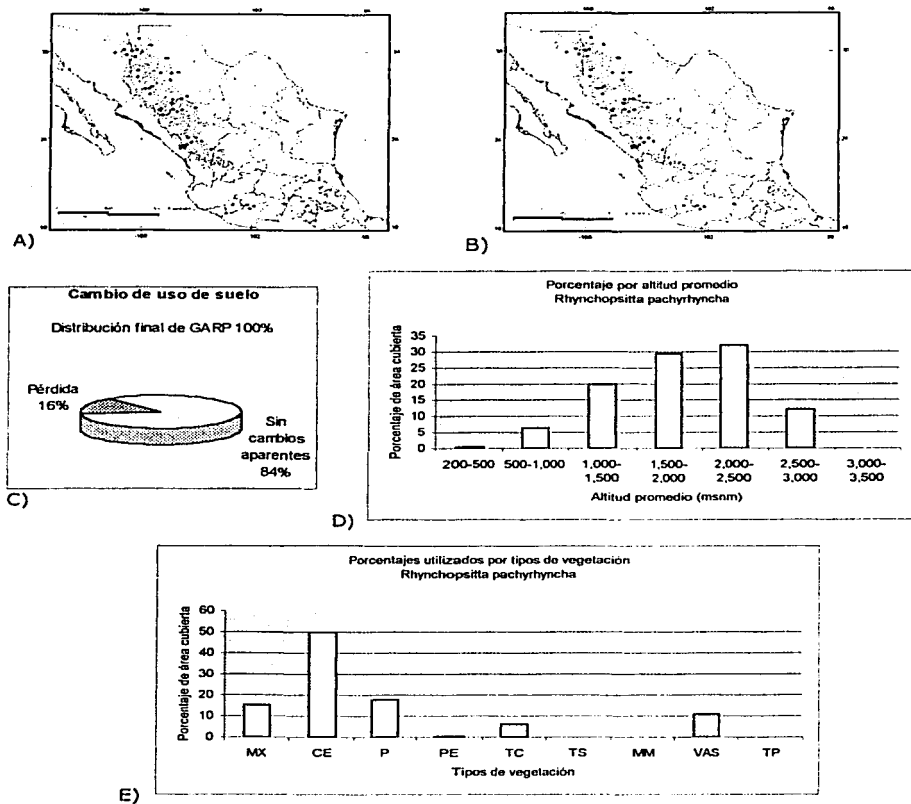 A)
B)
Cambio de uso de suelo
Distribución final de GARP 100%
Pérdida
16%
Sin
cambios
aparentes
84%
C)
Porcentaje por altitud promedio
Rhynchopsitta pachyrhyncha
Porcentaje de área cubierta
35
30
25
20
15
10
5
0
200-500
500-1,000
1,000-
1,500
1,500-
2,000
2,000-
2,500
2,500-
3,000
3,000-
3,500
Altitud promedio (msnm)
D)
Porcentajes utilizados por tipos de vegetación
Rhynchopsitta pachyrhyncha
Porcentaje de área cubierta
60
50
40
30
20
10
0
MX CE P PE TC TS MM VAS TP
Tipos de vegetación
E)